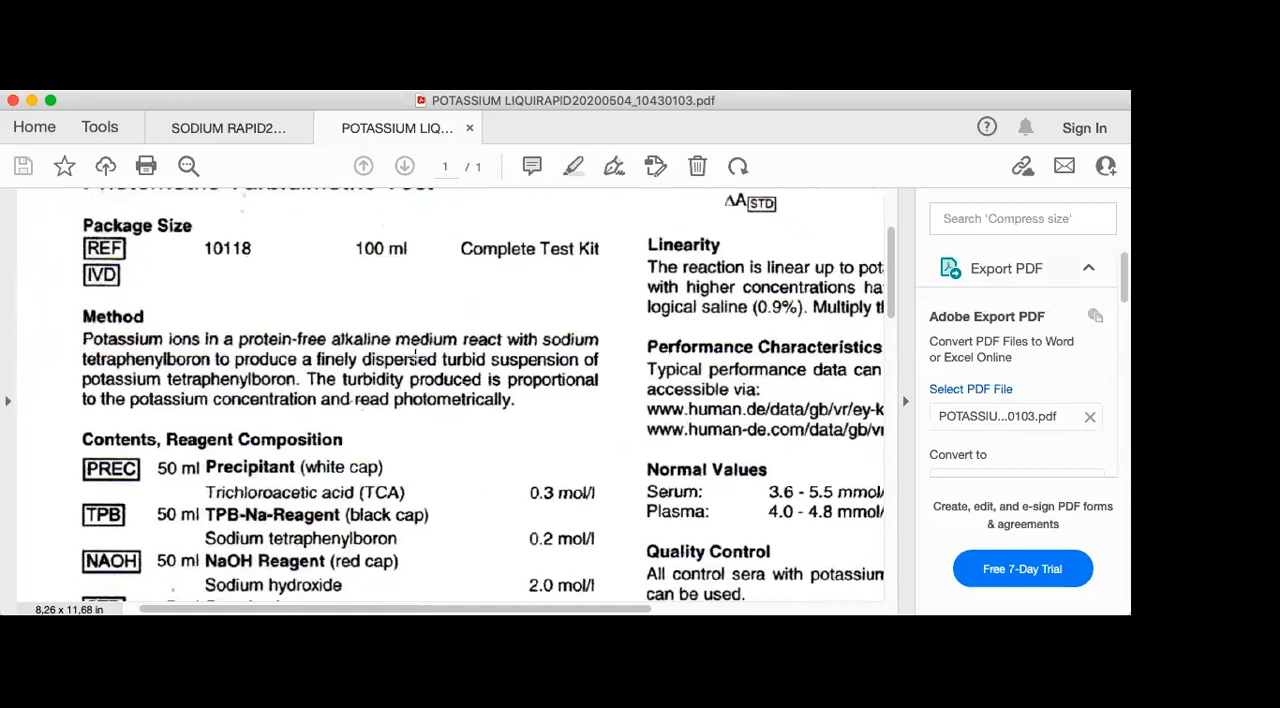 POTASSIUM LIQUIRAPID20200504_10430103.pdf
Home Tools SODIUM RAPID2... POTASSIUM LIQ... × Sign In
1 / 1
ΔA STD
Package Size
REF 10118 100 ml Complete Test Kit
IVD
Method
Potassium ions in a protein-free alkaline medium react with sodium
tetraphenylboron to produce a finely dispersed turbid suspension of
potassium tetraphenylboron. The turbidity produced is proportional
to the potassium concentration and read photometrically.
Contents, Reagent Composition
PREC 50 ml Precipitant (white cap)
Trichloroacetic acid (TCA) 0.3 mol/l
TPB 50 ml TPB-Na-Reagent (black cap)
Sodium tetraphenylboron 0.2 mol/l
NAOH 50 ml NaOH Reagent (red cap)
Sodium hydroxide 2.0 mol/l
Linearity
The reaction is linear up to pot
with higher concentrations ha
logical saline (0.9%). Multiply t
Performance Characteristics
Typical performance data can
accessible via:
www.human.de/data/gb/vr/ey-k
www.human-de.com/data/gb/vr
Normal Values
Serum: 3.6 - 5.5 mmol/
Plasma: 4.0 - 4.8 mmol/
Quality Control
All control sera with potassium
can be used.
8,26 x 11,68 in
Search 'Compress size'
Export PDF
Adobe Export PDF
Convert PDF Files to Word
or Excel Online
Select PDF File
POTASSIU...0103.pdf
Convert to
Create, edit, and e-sign PDF forms
& agreements
Free 7-Day Trial